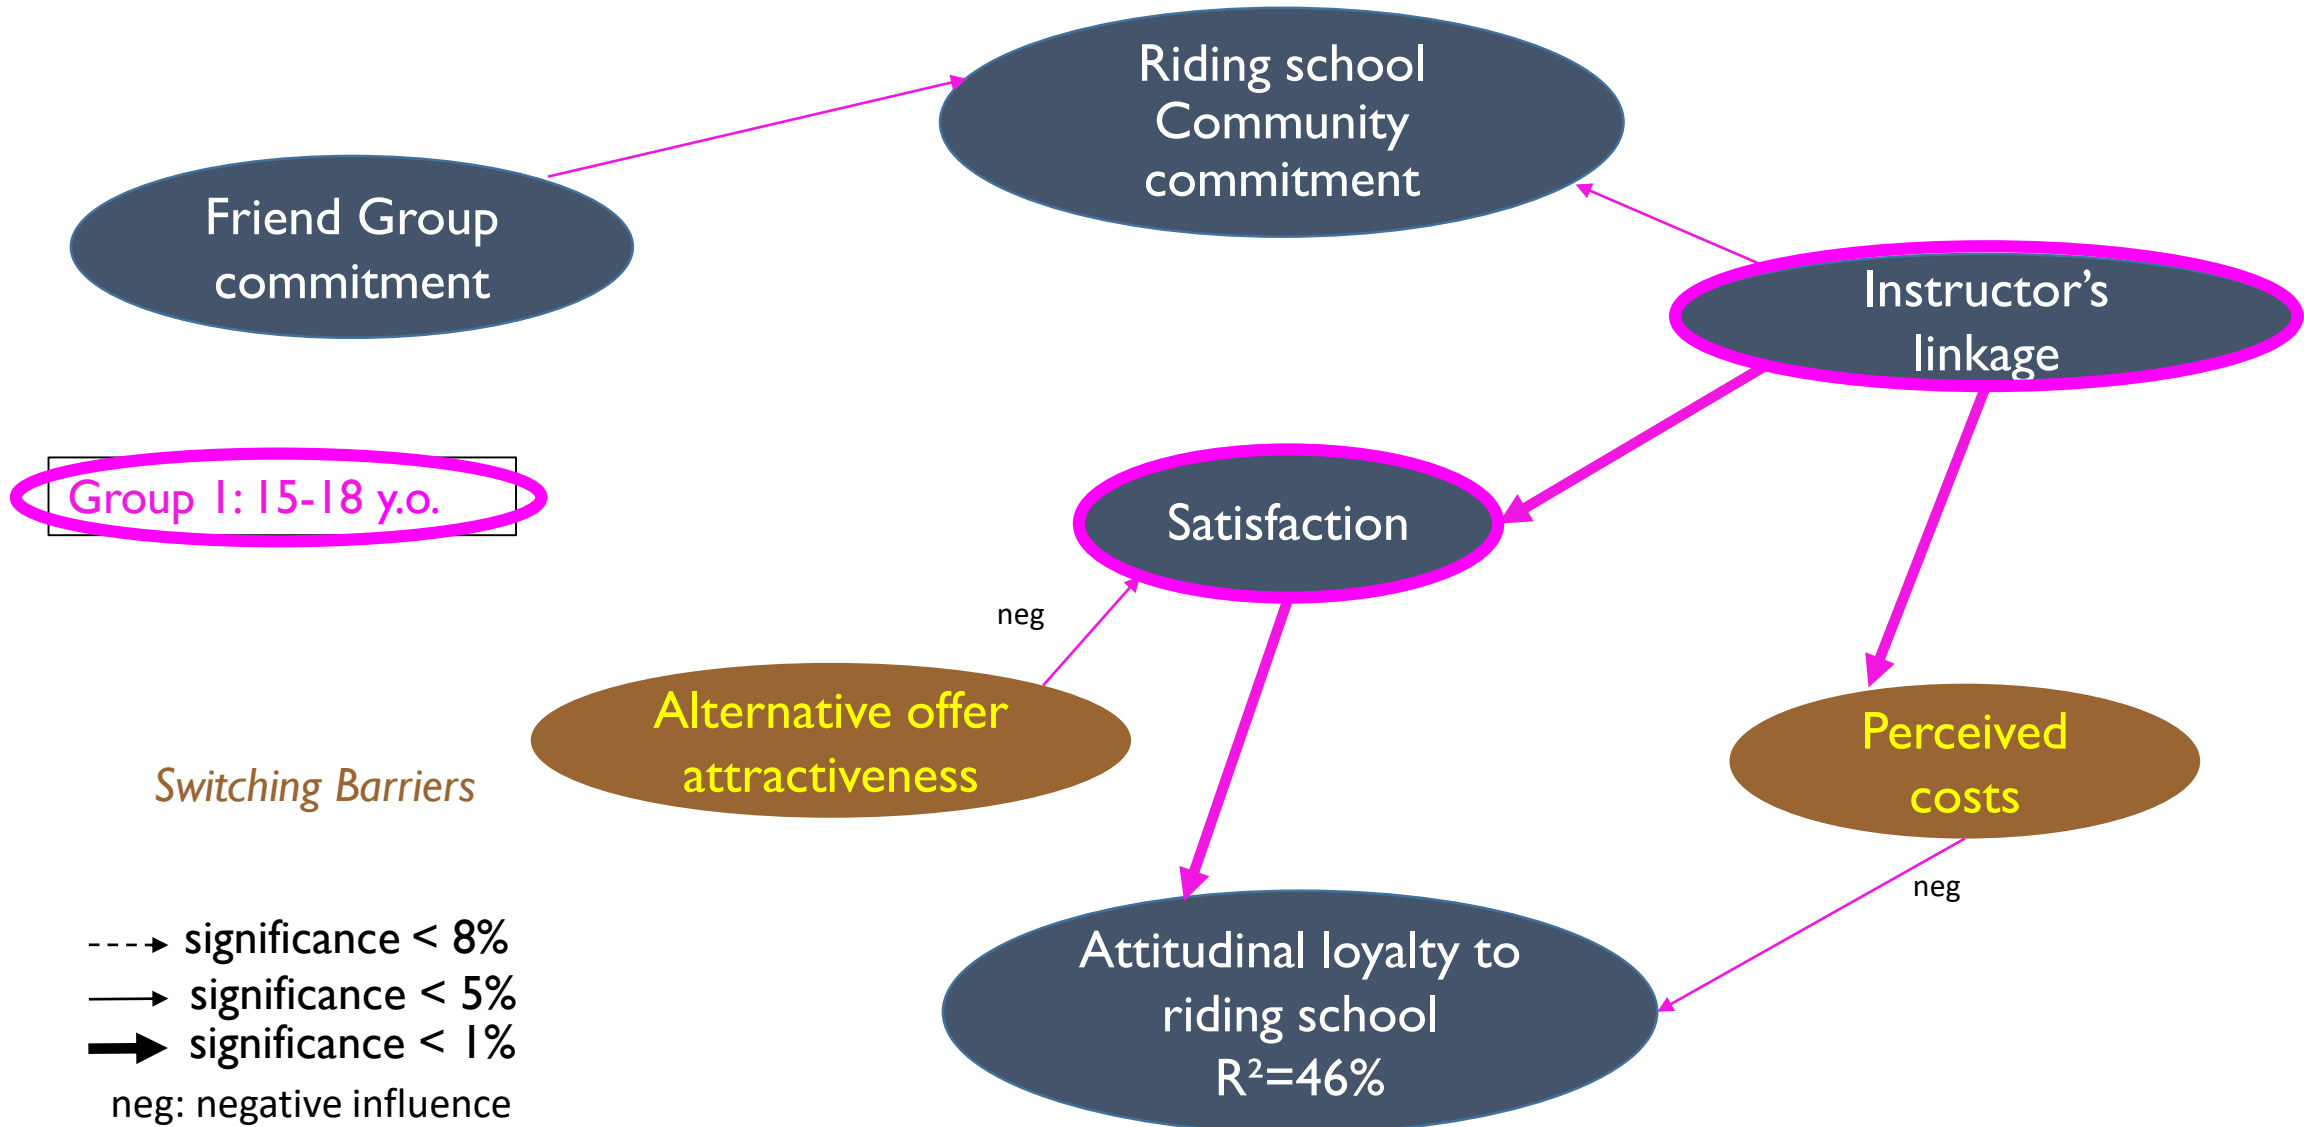 Riding school
Community
commitment
Friend Group
commitment
Instructor’s
linkage
Group 1: 15-18 y.o.
Satisfaction
neg
Alternative offer
attractiveness
Perceived
costs
Switching Barriers
neg
significance < 8%
significance < 5%
significance < 1%
neg: negative influence
Attitudinal loyalty to
riding school
R²=46%